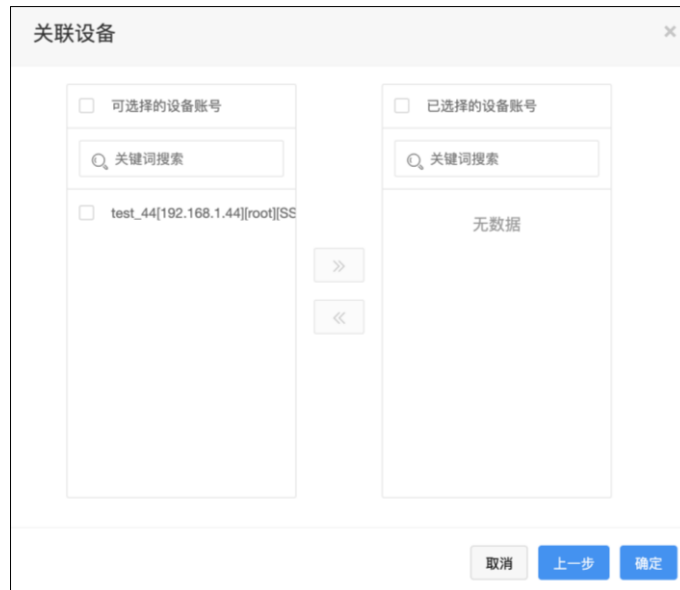 关联设备
×
可选择的设备账号
关键词搜索
test_44[192.168.1.44][root][SS
已选择的设备账号
关键词搜索
无数据
取消
上一步
确定